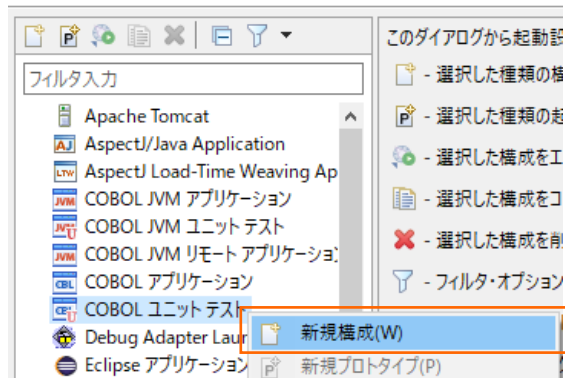 フィルタ入力
Apache Tomcat
AspectJ/Java Application
AspectJ Load-Time Weaving Ap
COBOL JVM アプリケーション
COBOL JVM ユニット テスト
COBOL JVM リモート アプリケーショ
COBOL アプリケーション
COBOL ユニット テスト
Debug Adapter Laun
Eclipse アプリケーション
新規構成(W)
新規プロトタイプ(P)
このダイアログから起動設
- 選択した種類の構
- 選択した種類の起
- 選択した構成をエ
- 選択した構成をコ
- 選択した構成を削
- フィルタ・オプション